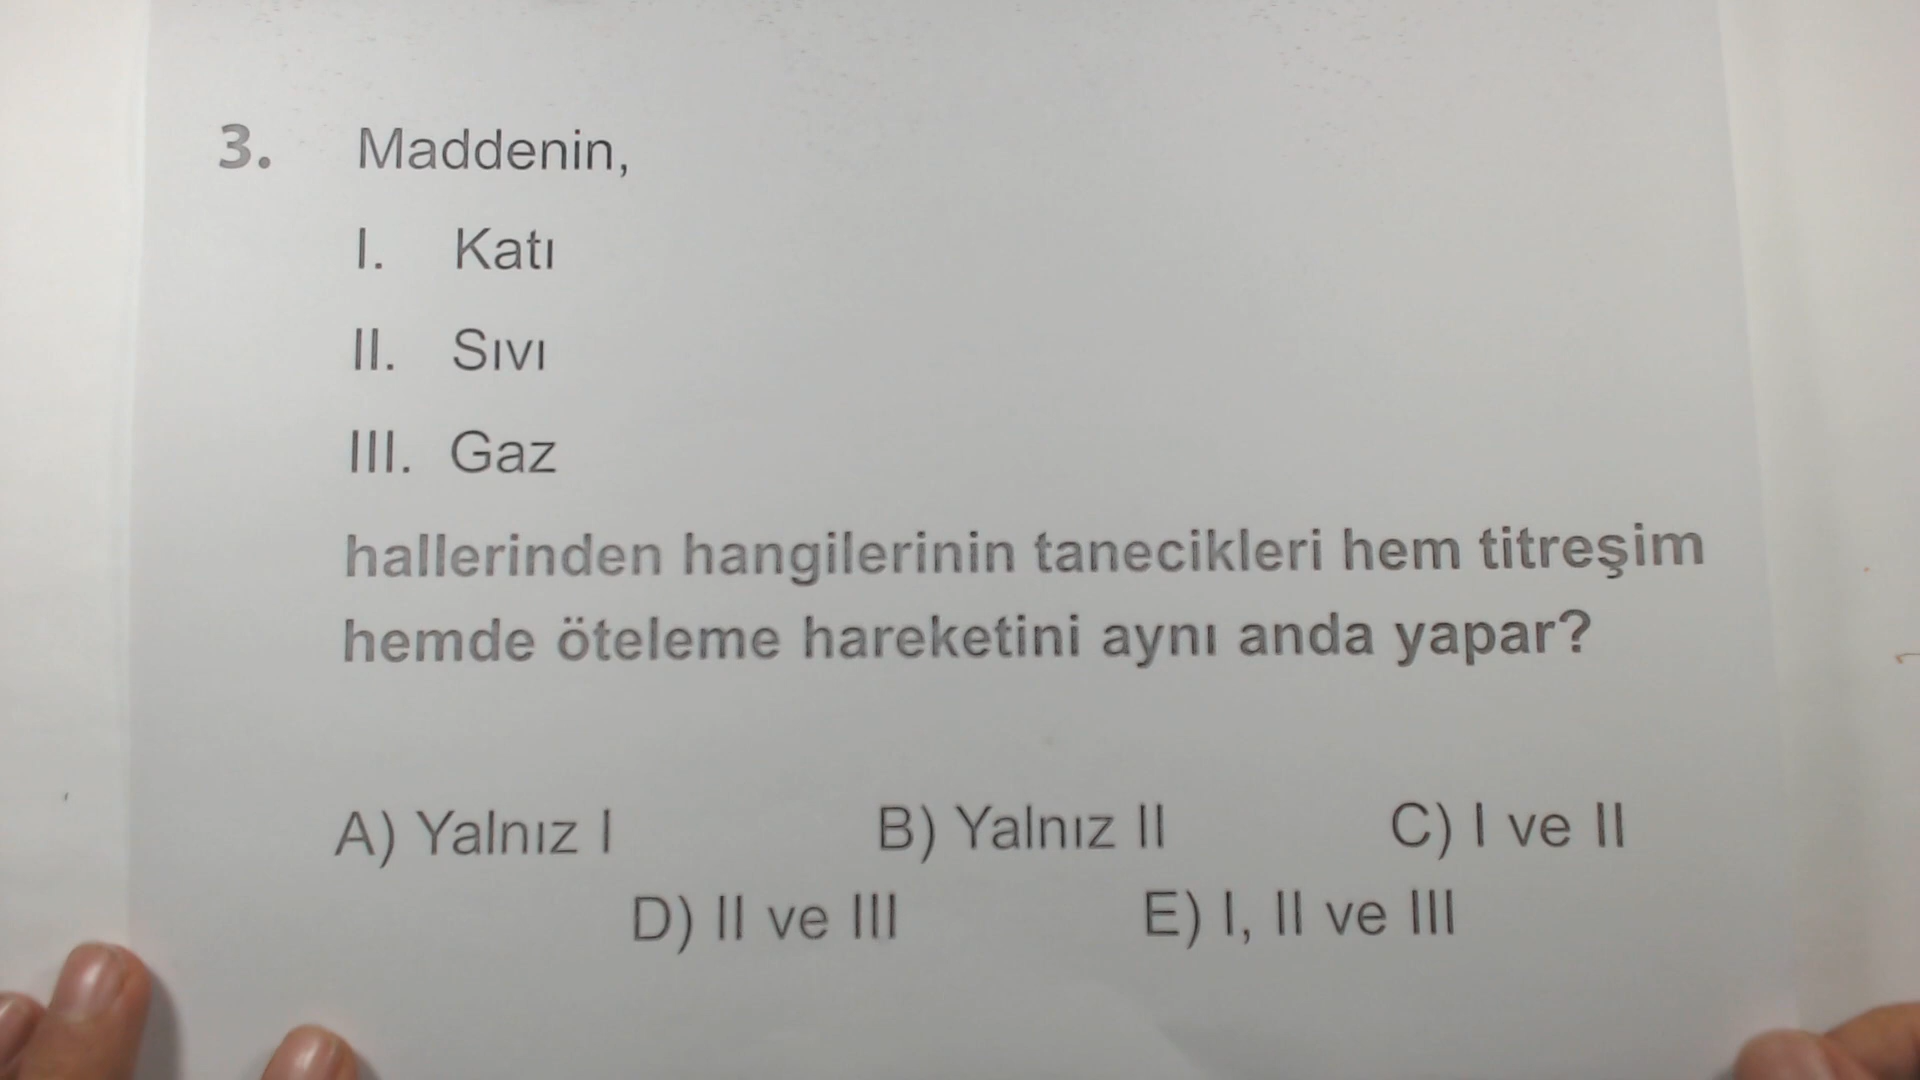 3. Maddenin,
I. Katı
II. Sıvı
III. Gaz
hallerinden hangilerinin tanecikleri hem titreşim
hemde öteleme hareketini aynı anda yapar?
A) Yalnız I B) Yalnız II C) I ve II
D) II ve III E) I, II ve III